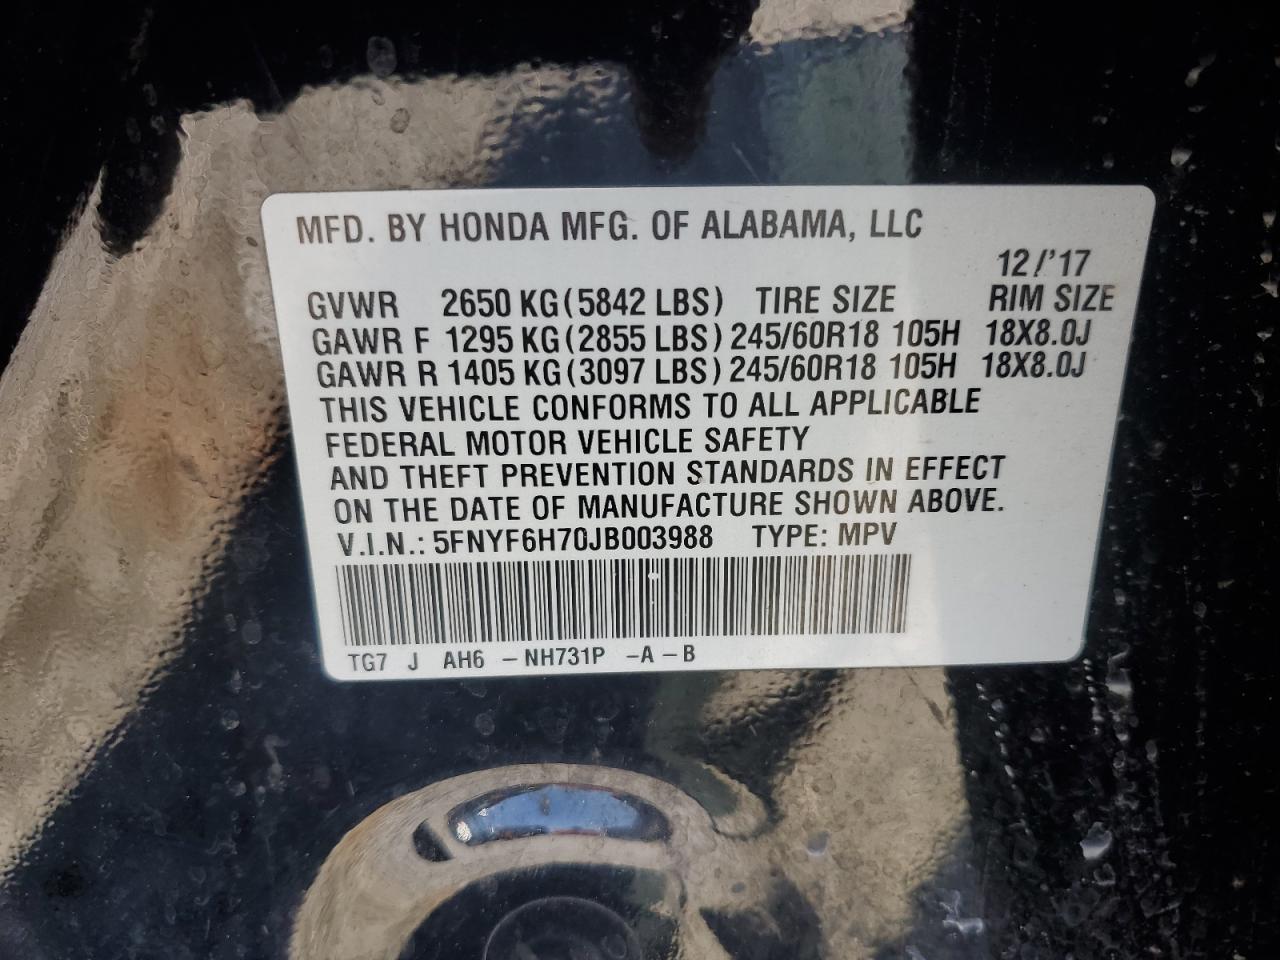 MFD. BY HONDA MFG. OF ALABAMA, LLC
12/'17
GVWR 2650 KG(5842 LBS) TIRE SIZE RIM SIZE
GAWR F 1295 KG(2855 LBS) 245/60R18 105H 18X8.0J
GAWR R 1405 KG(3097 LBS) 245/60R18 105H 18X8.0J
THIS VEHICLE CONFORMS TO ALL APPLICABLE
FEDERAL MOTOR VEHICLE SAFETY
AND THEFT PREVENTION STANDARDS IN EFFECT
ON THE DATE OF MANUFACTURE SHOWN ABOVE.
V.I.N.: 5FNYF6H70JB003988 TYPE: MPV
TG7 J AH6 -NH731P -A-B